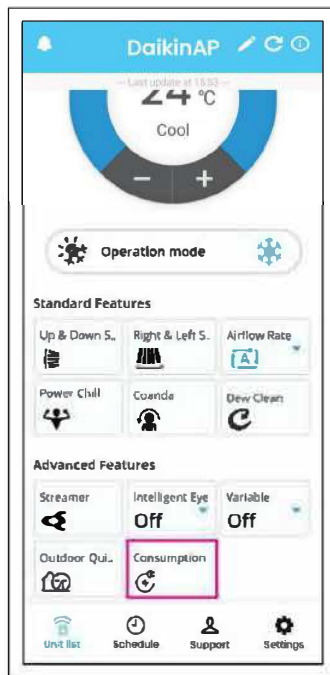 DaikinAP
Last update at 15:53
24 °C
Cool
Operation mode
Standard Features
Up & Down S..
Right & Left S..
Airflow Rate
A
Power Chill
Coanda
Dew Clean
Advanced Features
Streamer
Intelligent Eye
Off
Variable
Off
Outdoor Qui..
Consumption
Unit list
Schedule
Support
Settings